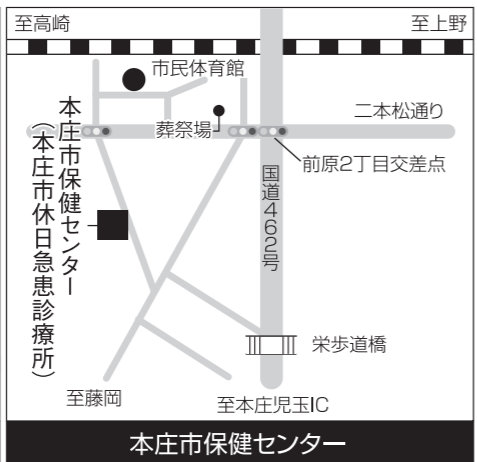 至高崎
至上野
市民体育館
二本松通り
葬祭場
前原2丁目交差点
本庄市保健センター
（本庄市休日急患診療所）
国道462号
栄歩道橋
至藤岡
至本庄児玉IC
本庄市保健センター